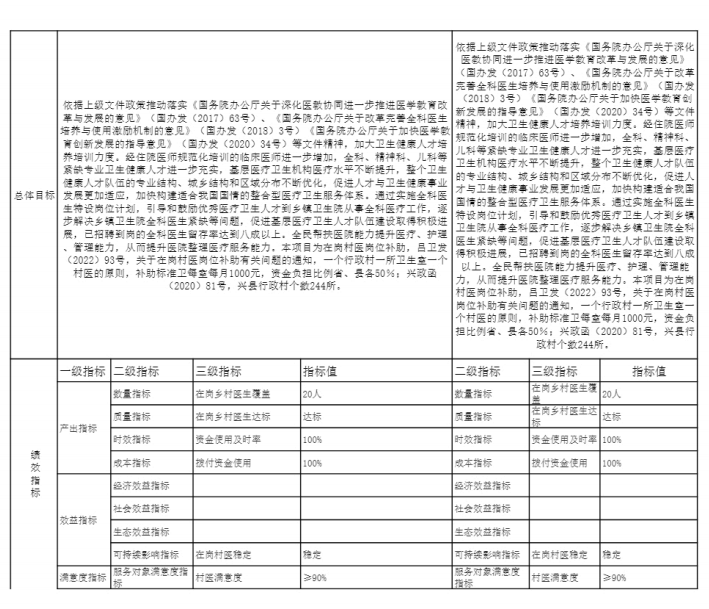 依据上级文件政策推动落实《国务院办公厅关于深化医教协同进一步推进医学教育改
革与发展的意见》（国办发（2017）63号）、《国务院办公厅关于改革完善全科医生
培养与使用激励机制的意见》（国办发（2018）3号）《国务院办公厅关于加快医学教
育创新发展的指导意见》（国办发（2020）34号）等文件精神，加大卫生健康人才培
养培训力度。经住院医师规范化培训的临床医师进一步增加，全科、精神科、儿科等
紧缺专业卫生健康人才进一步充实，基层医疗卫生机构医疗水平不断提升，整个卫生
健康人才队伍的专业结构、城乡结构和区域分布不断优化，促进人才与卫生健康事业
发展更加适应，加快构建适合我国国情的整合型医疗卫生服务体系。通过实施全科医
总体目标
生特设岗位计划，引导和鼓励优秀医疗卫生人才到乡镇卫生院从事全科医疗工作，逐
步解决乡镇卫生院全科医生紧缺等问题，促进基层医疗卫生人才队伍建设取得积极进
展，已招聘到岗的全科医生留存率达到八成以上。全民帮扶医院能力提升医疗、护理
、管理能力，从而提升医院整理医疗服务能力。本项目为在岗村医岗位补助，吕卫发
（2022）93号，关于在岗村医岗位补助有关问题的通知，一个行政村一所卫生室一个
村医的原则，补助标准卫每室每月1000元，资金负担比例省、县各50%；兴政函
（2020）81号，兴县行政村个数244所。
依据上级文件政策推动落实《国务院办公厅关于深化
医教协同进一步推进医学教育改革与发展的意见》
（国办发（2017）63号）、《国务院办公厅关于改革
完善全科医生培养与使用激励机制的意见》（国办发
（2018）3号）《国务院办公厅关于加快医学教育创
新发展的指导意见》（国办发（2020）34号）等文件
精神，加大卫生健康人才培养培训力度。经住院医师
规范化培训的临床医师进一步增加，全科、精神科、
儿科等紧缺专业卫生健康人才进一步充实，基层医疗
卫生机构医疗水平不断提升，整个卫生健康人才队伍
的专业结构、城乡结构和区域分布不断优化，促进人
才与卫生健康事业发展更加适应，加快构建适合我国
国情的整合型医疗卫生服务体系。通过实施全科医生
特设岗位计划，引导和鼓励优秀医疗卫生人才到乡镇
卫生院从事全科医疗工作，逐步解决乡镇卫生院全科
医生紧缺等问题，促进基层医疗卫生人才队伍建设取
得积极进展，已招聘到岗的全科医生留存率达到八成
以上。全民帮扶医院能力提升医疗、护理、管理能
力，从而提升医院整理医疗服务能力。本项目为在岗
村医岗位补助，吕卫发（2022）93号，关于在岗村医
岗位补助有关问题的通知，一个行政村一所卫生室一
个村医的原则，补助标准卫每室每月1000元，资金负
担比例省、县各50%；兴政函（2020）81号，兴县行
政村个数244所。
绩效指标
一级指标 二级指标 三级指标 指标值 二级指标 三级指标 指标值
产出指标
数量指标 在岗乡村医生覆盖 20人 数量指标 在岗乡村医生覆盖 20人
质量指标 在岗乡村医生达标 达标 质量指标 在岗乡村医生达标 达标
时效指标 资金使用及时率 100% 时效指标 资金使用及时率 100%
成本指标 拨付资金使用 100% 成本指标 拨付资金使用 100%
效益指标
经济效益指标 经济效益指标
社会效益指标 社会效益指标
生态效益指标 生态效益指标
可持续影响指标 在岗村医稳定 稳定 可持续影响指标 在岗村医稳定 稳定
满意度指标 服务对象满意度指标 村医满意度 ≥90% 服务对象满意度指标 村医满意度 ≥90%